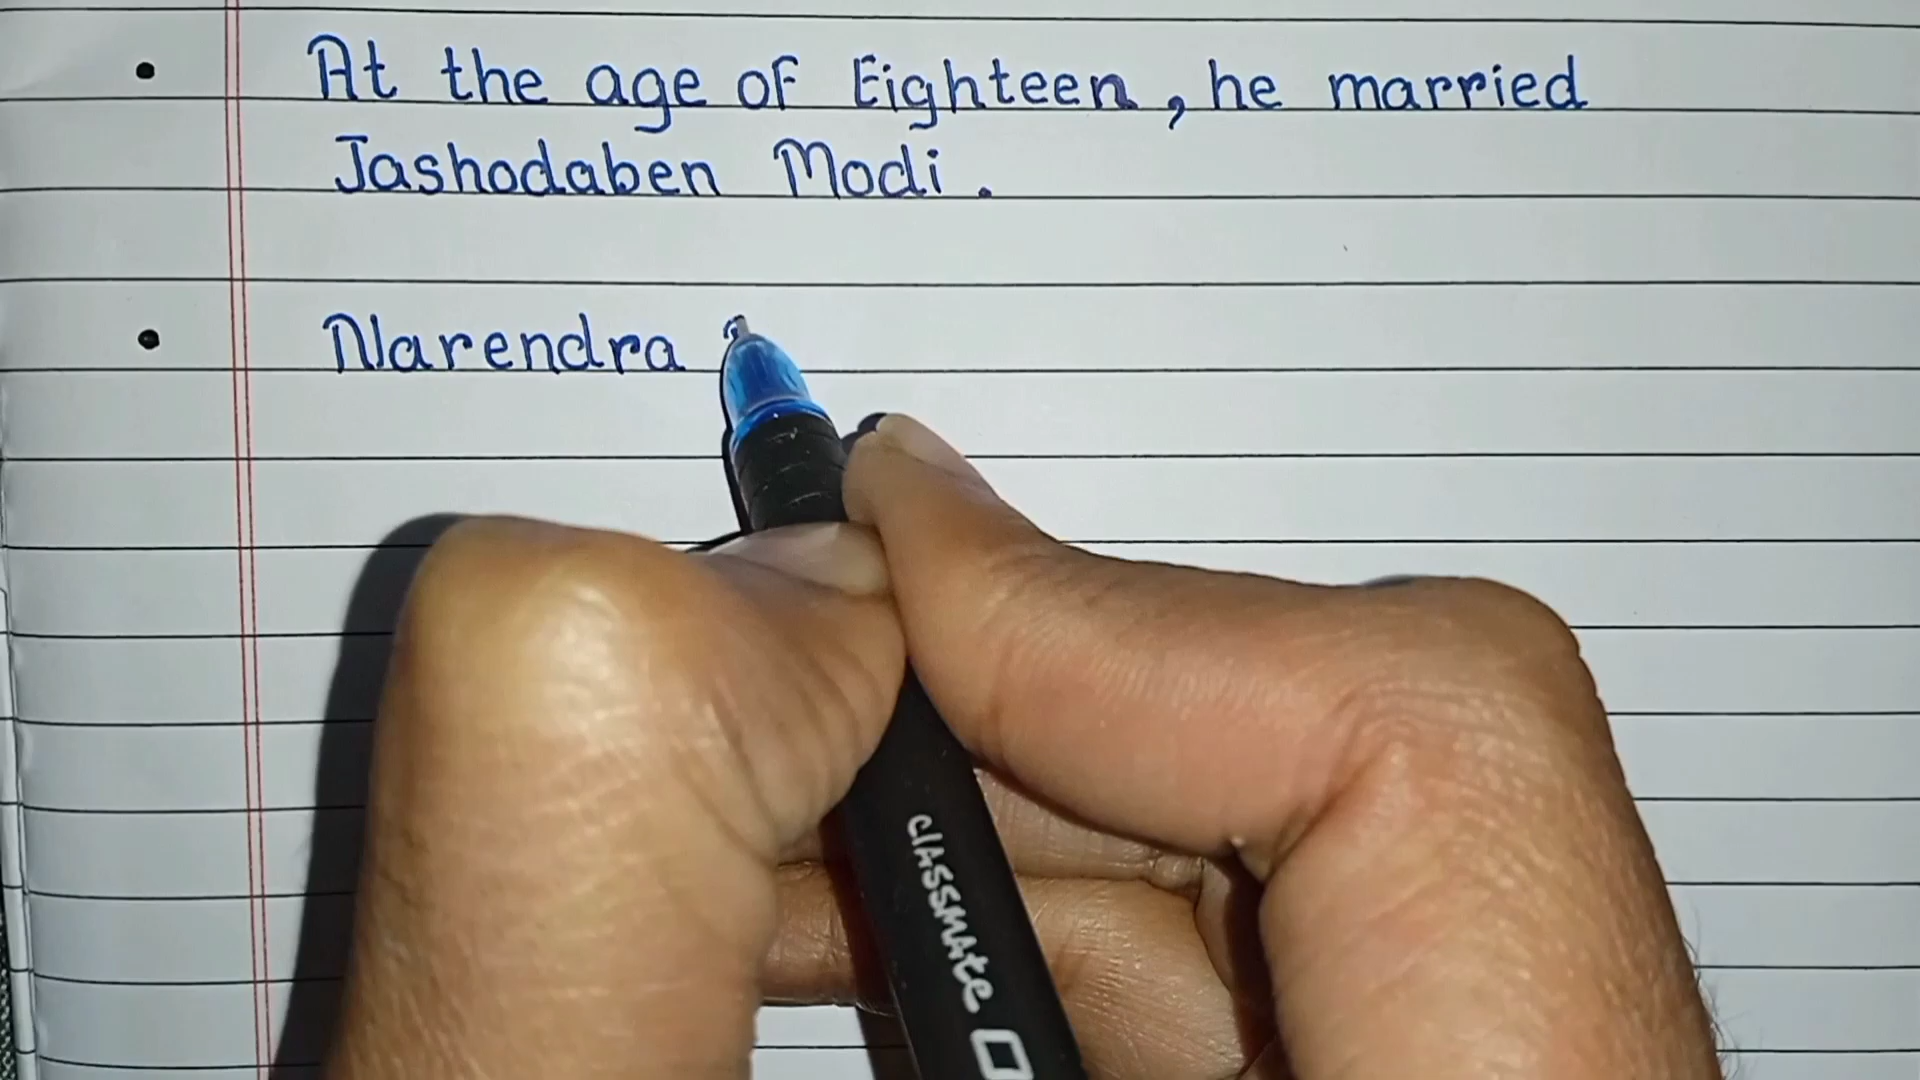 • At the age of Eighteen, he married
Jashodaben Modi.
• Narendra
classmate